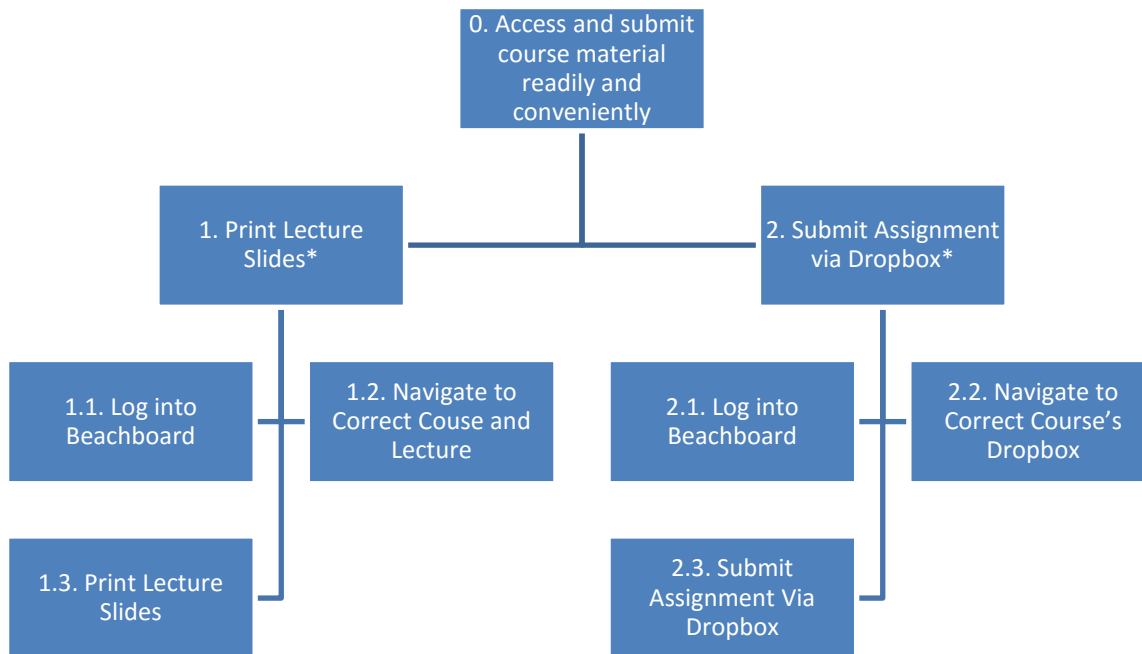 0. Access and submit
course material
readily and
conveniently
1. Print Lecture
Slides*
2. Submit Assignment
via Dropbox*
1.1. Log into
Beachboard
1.2. Navigate to
Correct Couse and
Lecture
2.1. Log into
Beachboard
2.2. Navigate to
Correct Course’s
Dropbox
1.3. Print Lecture
Slides
2.3. Submit
Assignment Via
Dropbox